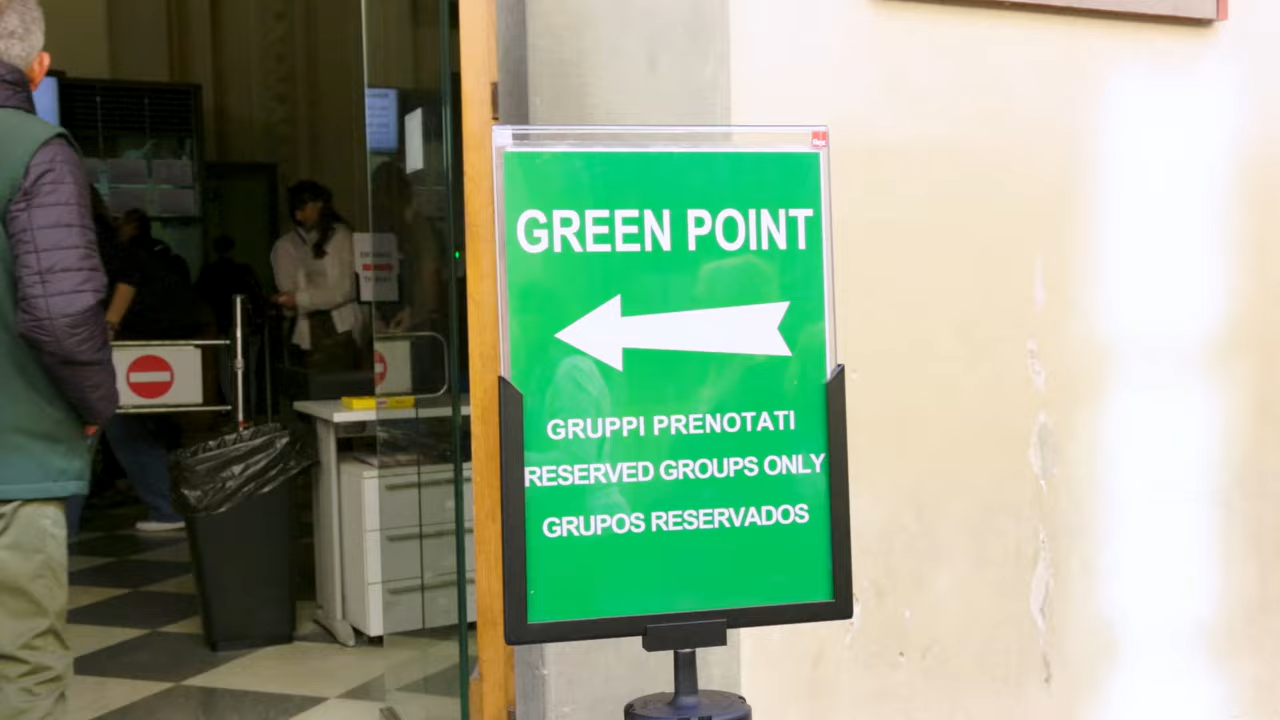 GREEN POINT
GRUPPI PRENOTATI
RESERVED GROUPS ONLY
GRUPOS RESERVADOS